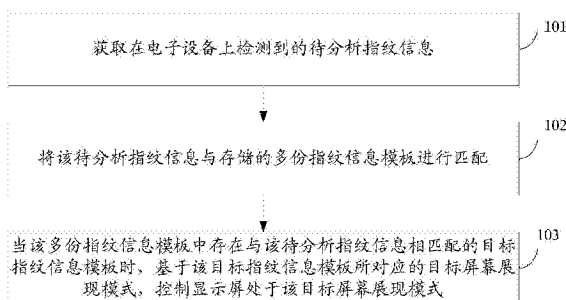 获取在电子设备上检测到的待分析指纹信息
101
将该待分析指纹信息与存储的多份指纹信息模板进行匹配
102
当该多份指纹信息模板中存在与该待分析指纹信息相匹配的目标
指纹信息模板时，基于该目标指纹信息模板所对应的目标屏幕展
现模式，控制显示屏处于该目标屏幕展现模式
103